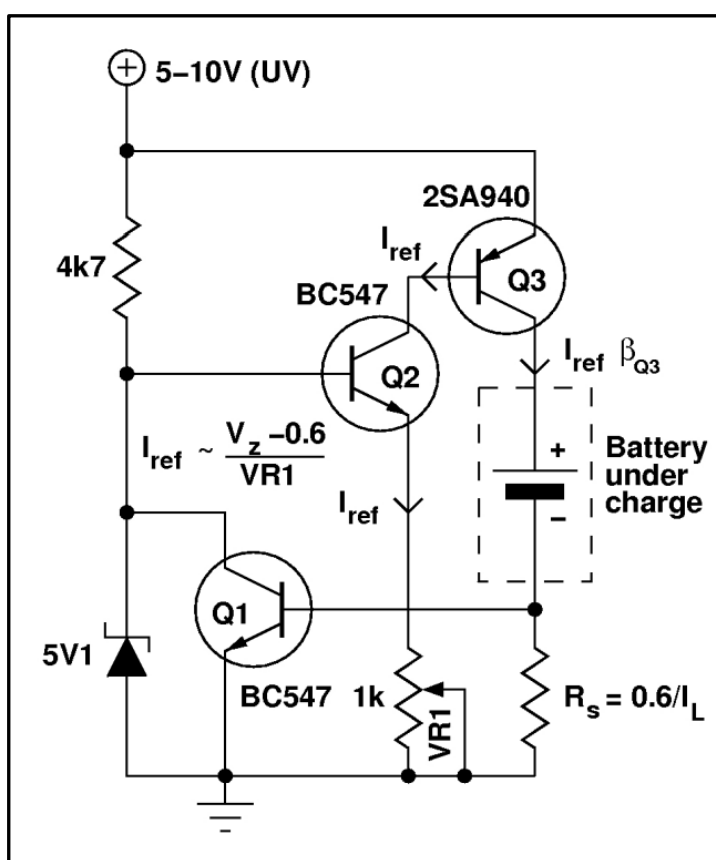 5–10V (UV)
2SA940
I_ref
Q3
4k7
BC547
Q2
I_ref β_Q3
I_ref ~ (V_z –0.6)/VR1
+
Battery
under
charge
–
I_ref
Q1
5V1
BC547
1k
VR1
R_s = 0.6/I_L